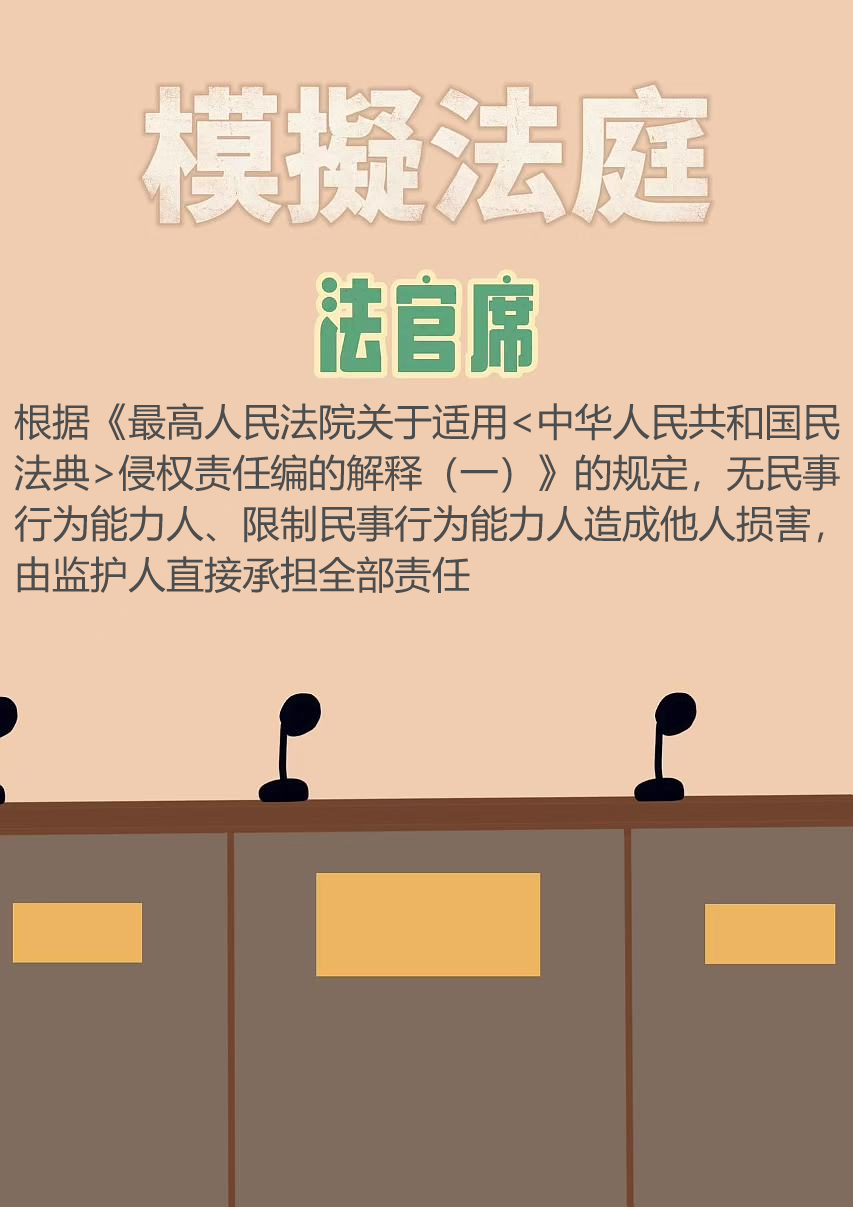 模擬法庭
法官席
根据《最高人民法院关于适用<中华人民共和国民
法典>侵权责任编的解释（一）》的规定，无民事
行为能力人、限制民事行为能力人造成他人损害，
由监护人直接承担全部责任